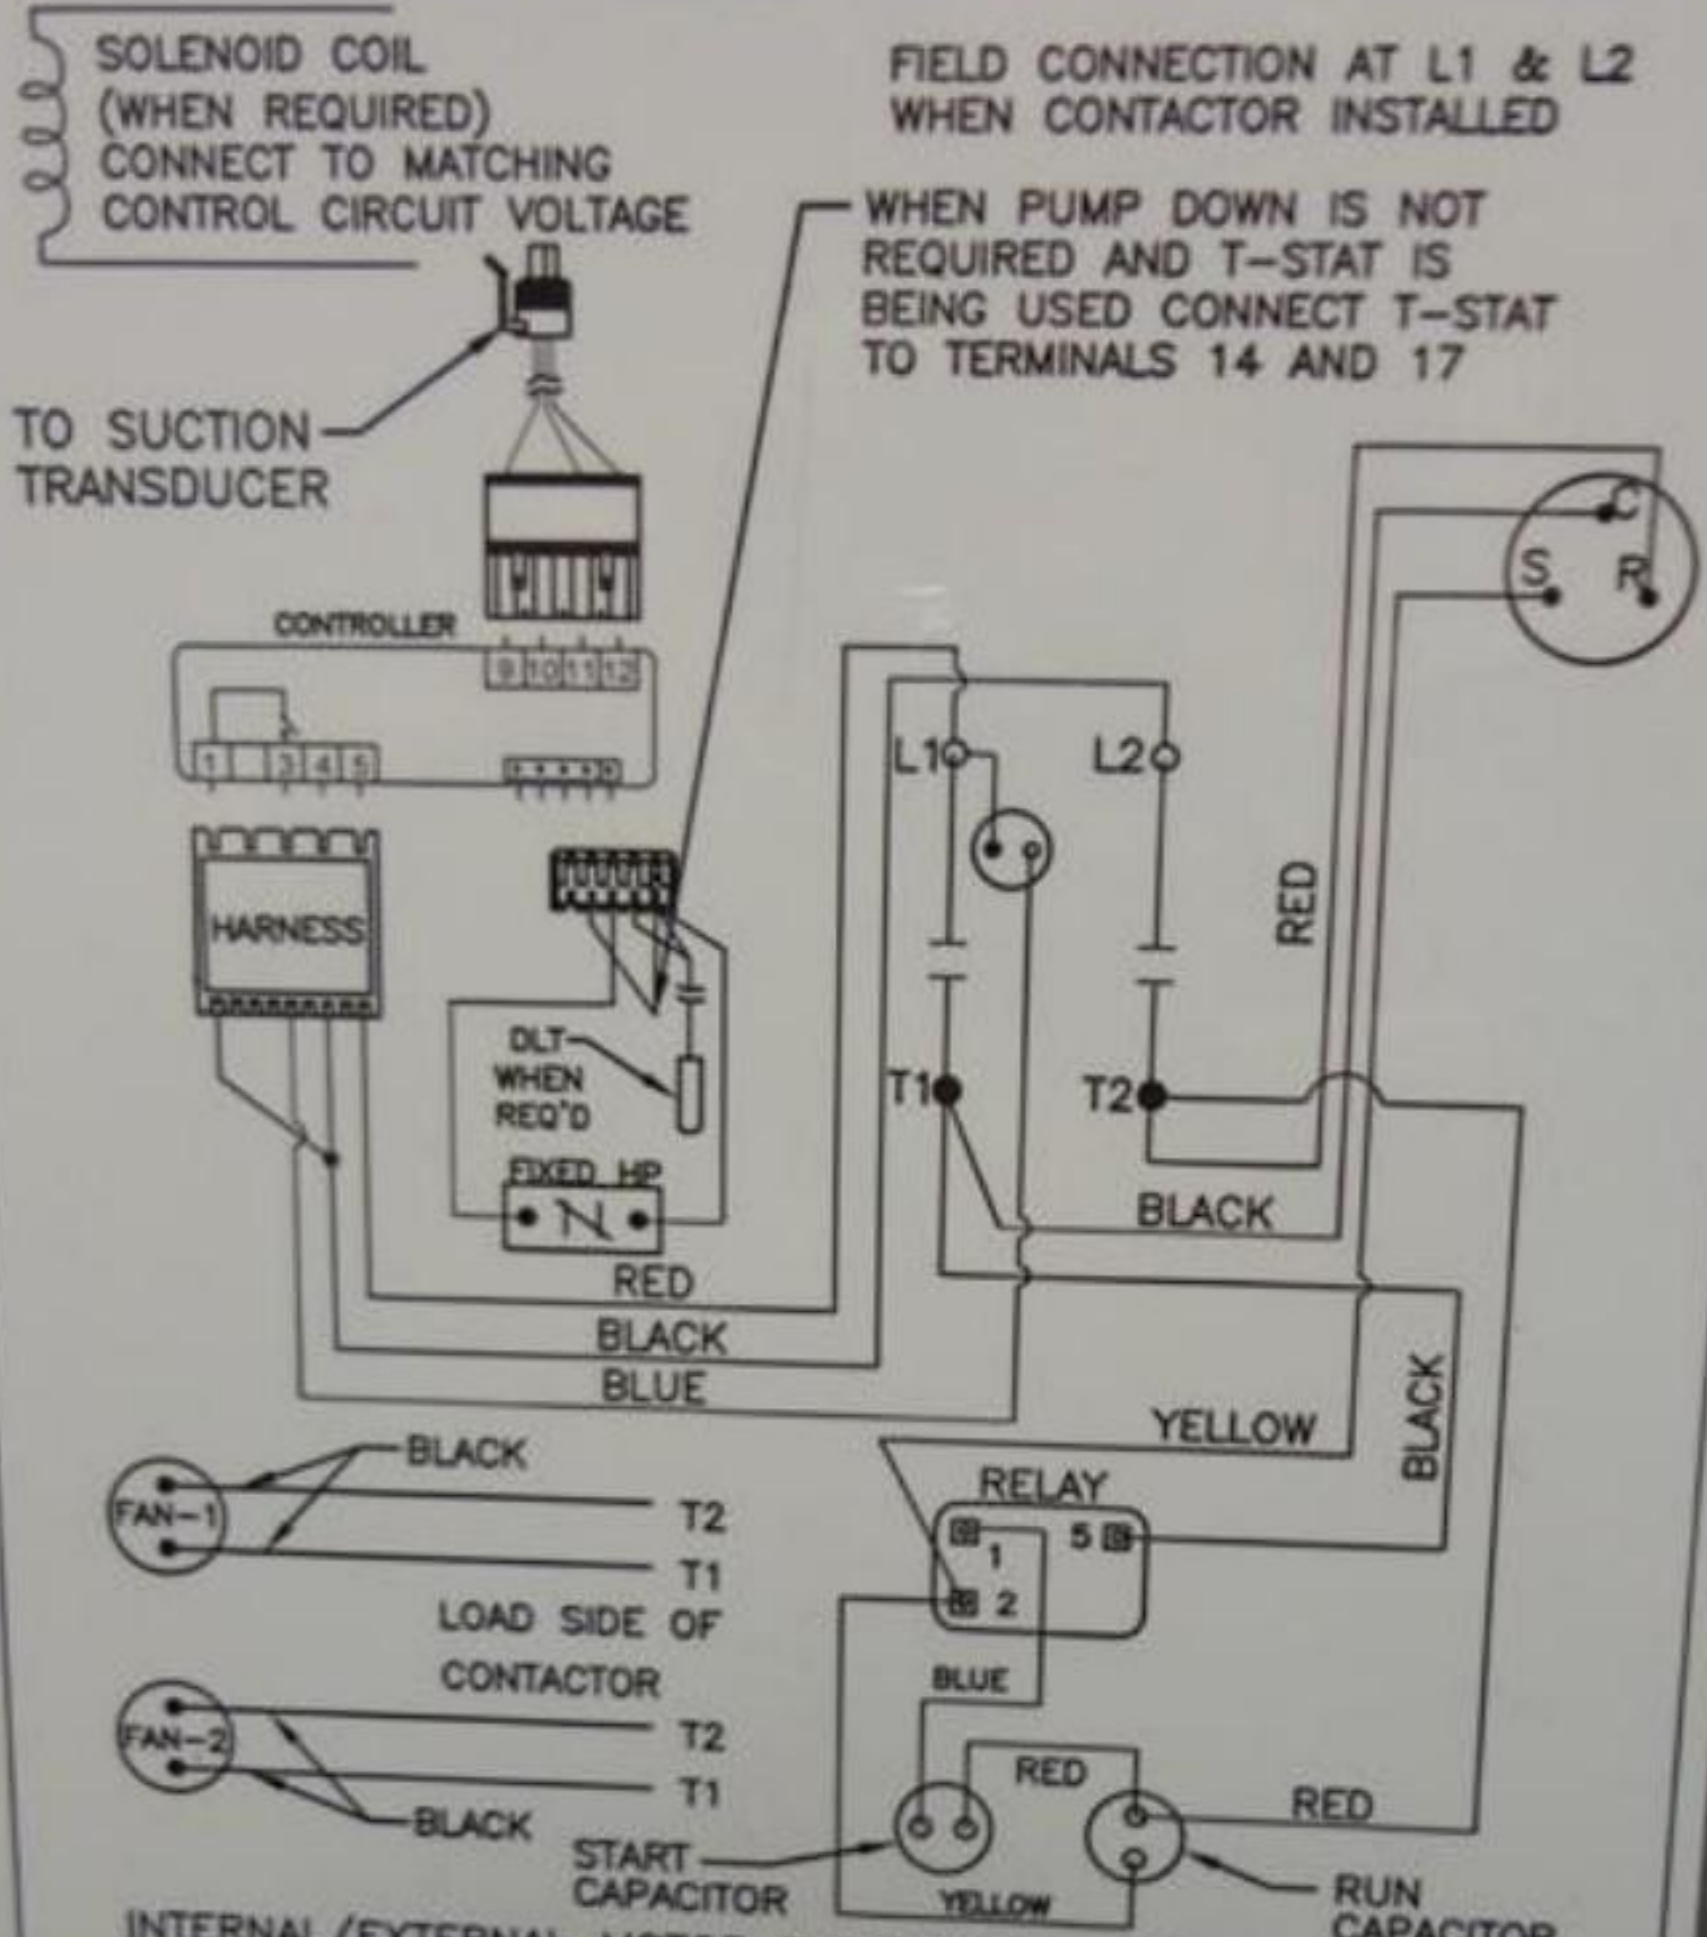 SOLENOID COIL
(WHEN REQUIRED)
CONNECT TO MATCHING
CONTROL CIRCUIT VOLTAGE
FIELD CONNECTION AT L1 & L2
WHEN CONTACTOR INSTALLED
WHEN PUMP DOWN IS NOT
REQUIRED AND T-STAT IS
BEING USED CONNECT T-STAT
TO TERMINALS 14 AND 17
TO SUCTION
TRANSDUCER
C
S
R
CONTROLLER
9 10 11 12
1 3 4 5
L1
L2
HARNESS
RED
DLT
WHEN
REQ'D
T1
T2
FIXED HP
BLACK
RED
BLACK
BLUE
BLACK
YELLOW
BLACK
FAN-1
T2
T1
RELAY
1
5
2
LOAD SIDE OF
CONTACTOR
BLUE
FAN-2
T2
T1
BLACK
RED
RED
START
CAPACITOR
YELLOW
RUN
CAPACITOR
INTERNAL/EXTERNAL MOTOR